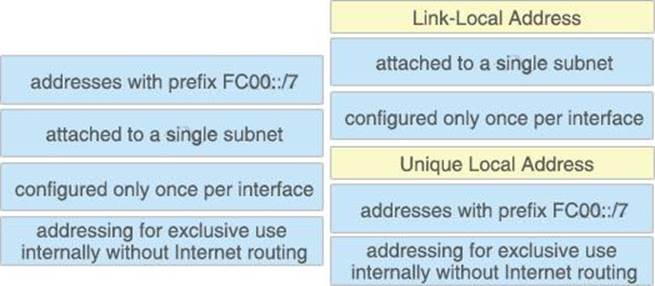 addresses with prefix FC00::/7
attached to a single subnet
configured only once per interface
addressing for exclusive use
internally without Internet routing
Link-Local Address
attached to a single subnet
configured only once per interface
Unique Local Address
addresses with prefix FC00::/7
addressing for exclusive use
internally without Internet routing